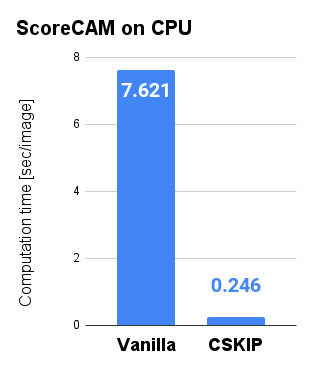 ScoreCAM on CPU
Computation time [sec/image]
8
6
4
2
0
7.621
0.246
Vanilla
CSKIP